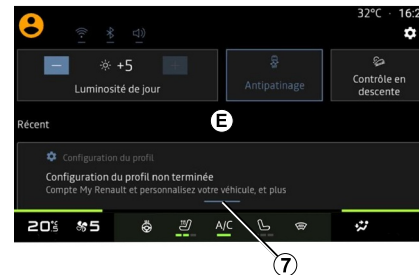 32°C · 16:2
− +5 +
Luminosité de jour
Antipatinage
Contrôle en
descente
E
Récent
Configuration du profil
Configuration du profil non terminée
Compte My Renault et personnalisez votre véhicule, et plus
20°5 5 A/C
7